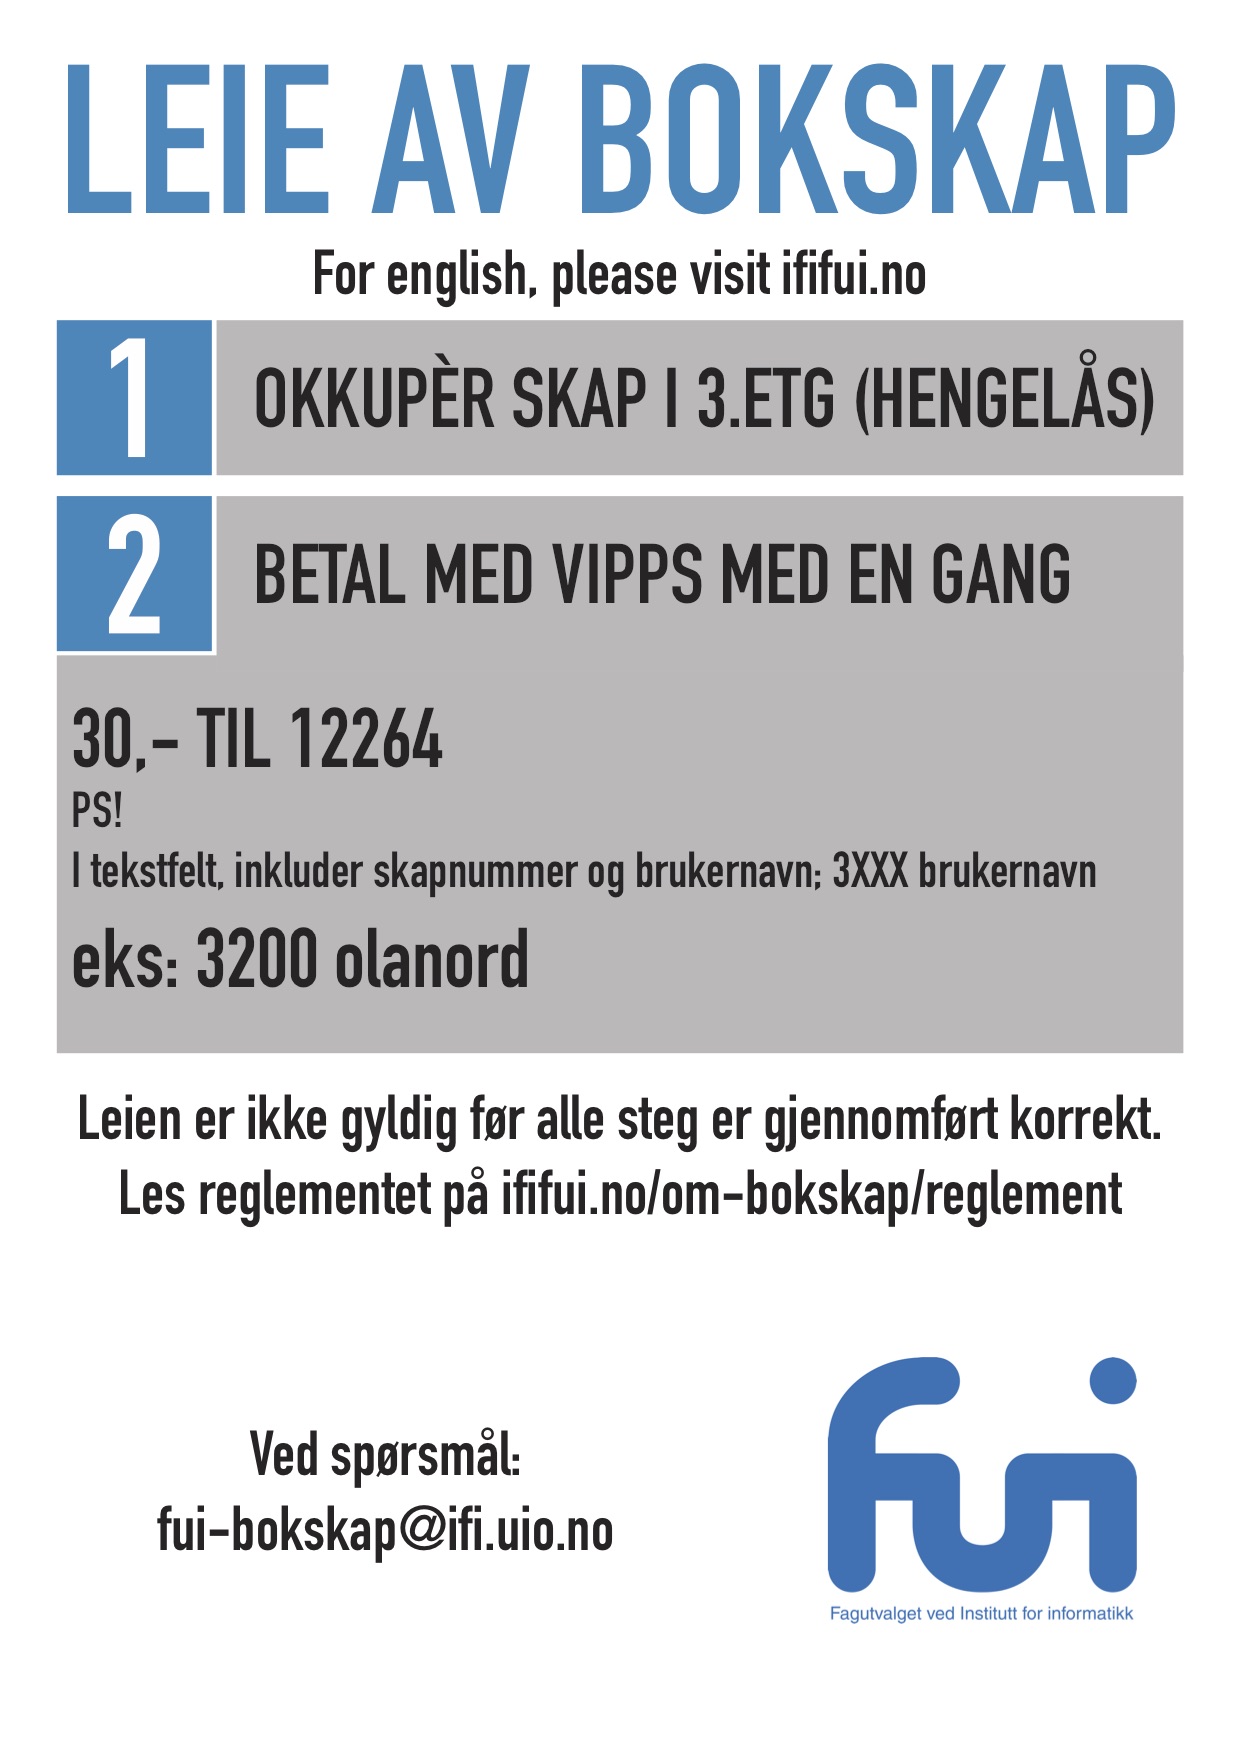 LEIE AV BOKSKAP
For english, please visit ififui.no
1 OKKUPÈR SKAP I 3.ETG (HENGELÅS)
2 BETAL MED VIPPS MED EN GANG
30,- TIL 12264
PS!
I tekstfelt, inkluder skapnummer og brukernavn; 3XXX brukernavn
eks: 3200 olanord
Leien er ikke gyldig før alle steg er gjennomført korrekt.
Les reglementet på ififui.no/om-bokskap/reglement
Ved spørsmål:
fui-bokskap@ifi.uio.no
fui
Fagutvalget ved Institutt for informatikk